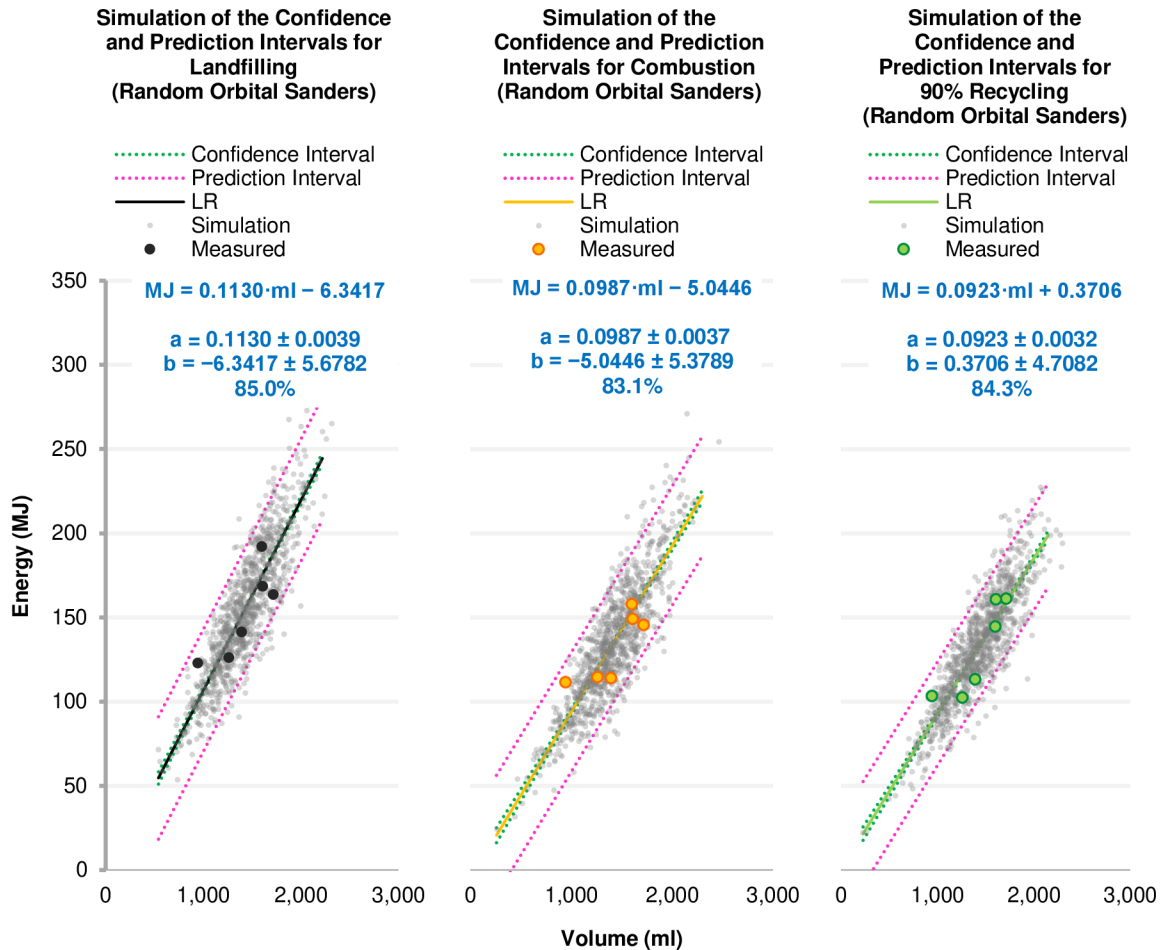 Simulation of the Confidence
and Prediction Intervals for
Landfilling
(Random Orbital Sanders)
Confidence Interval
Prediction Interval
LR
Simulation
Measured
MJ = 0.1130·ml − 6.3417
a = 0.1130 ± 0.0039
b = −6.3417 ± 5.6782
85.0%
Simulation of the
Confidence and Prediction
Intervals for Combustion
(Random Orbital Sanders)
Confidence Interval
Prediction Interval
LR
Simulation
Measured
MJ = 0.0987·ml − 5.0446
a = 0.0987 ± 0.0037
b = −5.0446 ± 5.3789
83.1%
Simulation of the
Confidence and
Prediction Intervals for
90% Recycling
(Random Orbital Sanders)
Confidence Interval
Prediction Interval
LR
Simulation
Measured
MJ = 0.0923·ml + 0.3706
a = 0.0923 ± 0.0032
b = 0.3706 ± 4.7082
84.3%
Energy (MJ)
350
300
250
200
150
100
50
0
0 1,000 2,000 3,000
0 1,000 2,000 3,000
0 1,000 2,000 3,000
Volume (ml)